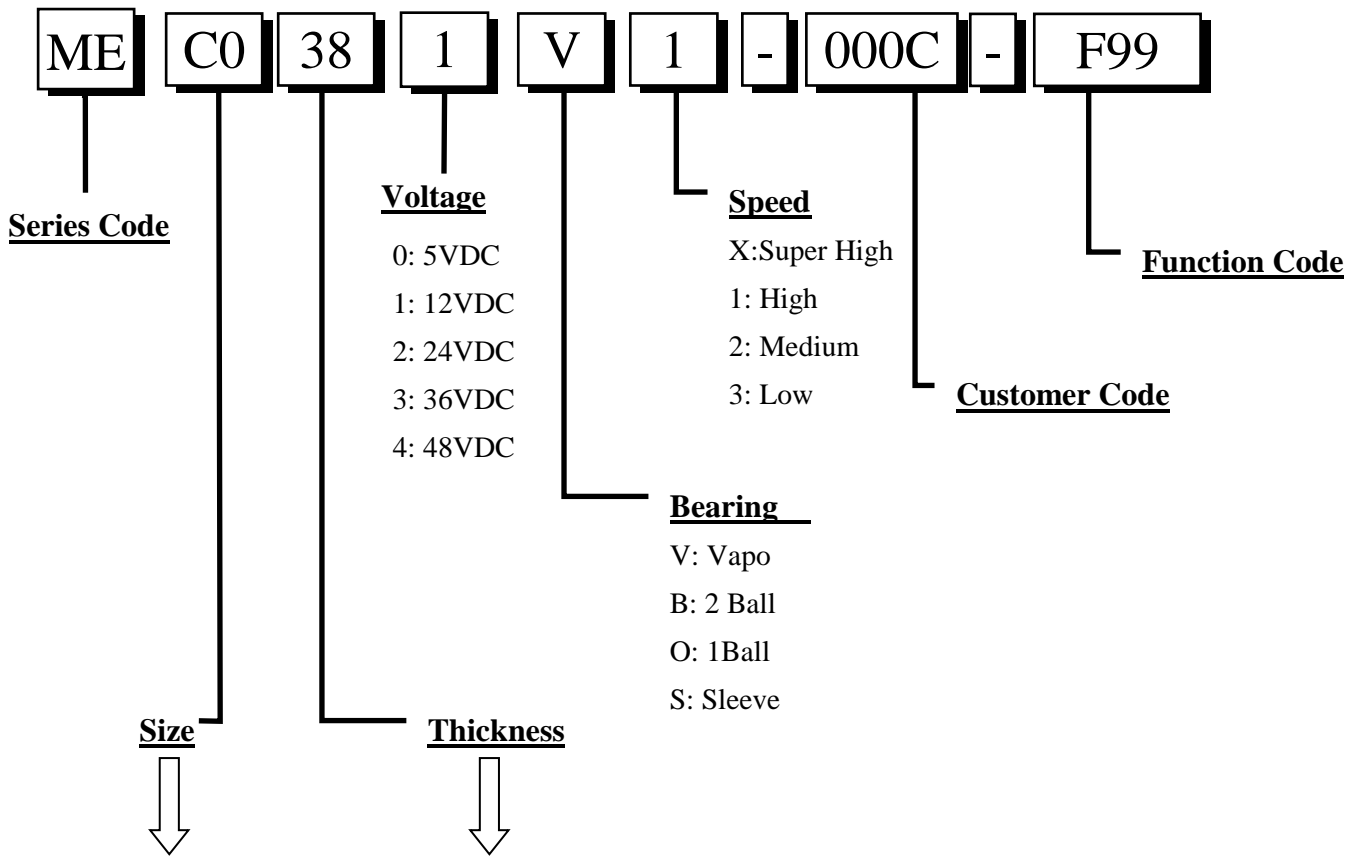 ME C0 38 1 V 1 - 000C - F99
Series Code
Voltage
0: 5VDC
1: 12VDC
2: 24VDC
3: 36VDC
4: 48VDC
Speed
X:Super High
1: High
2: Medium
3: Low
Function Code
Customer Code
Bearing
V: Vapo
B: 2 Ball
O: 1Ball
S: Sleeve
Size
Thickness